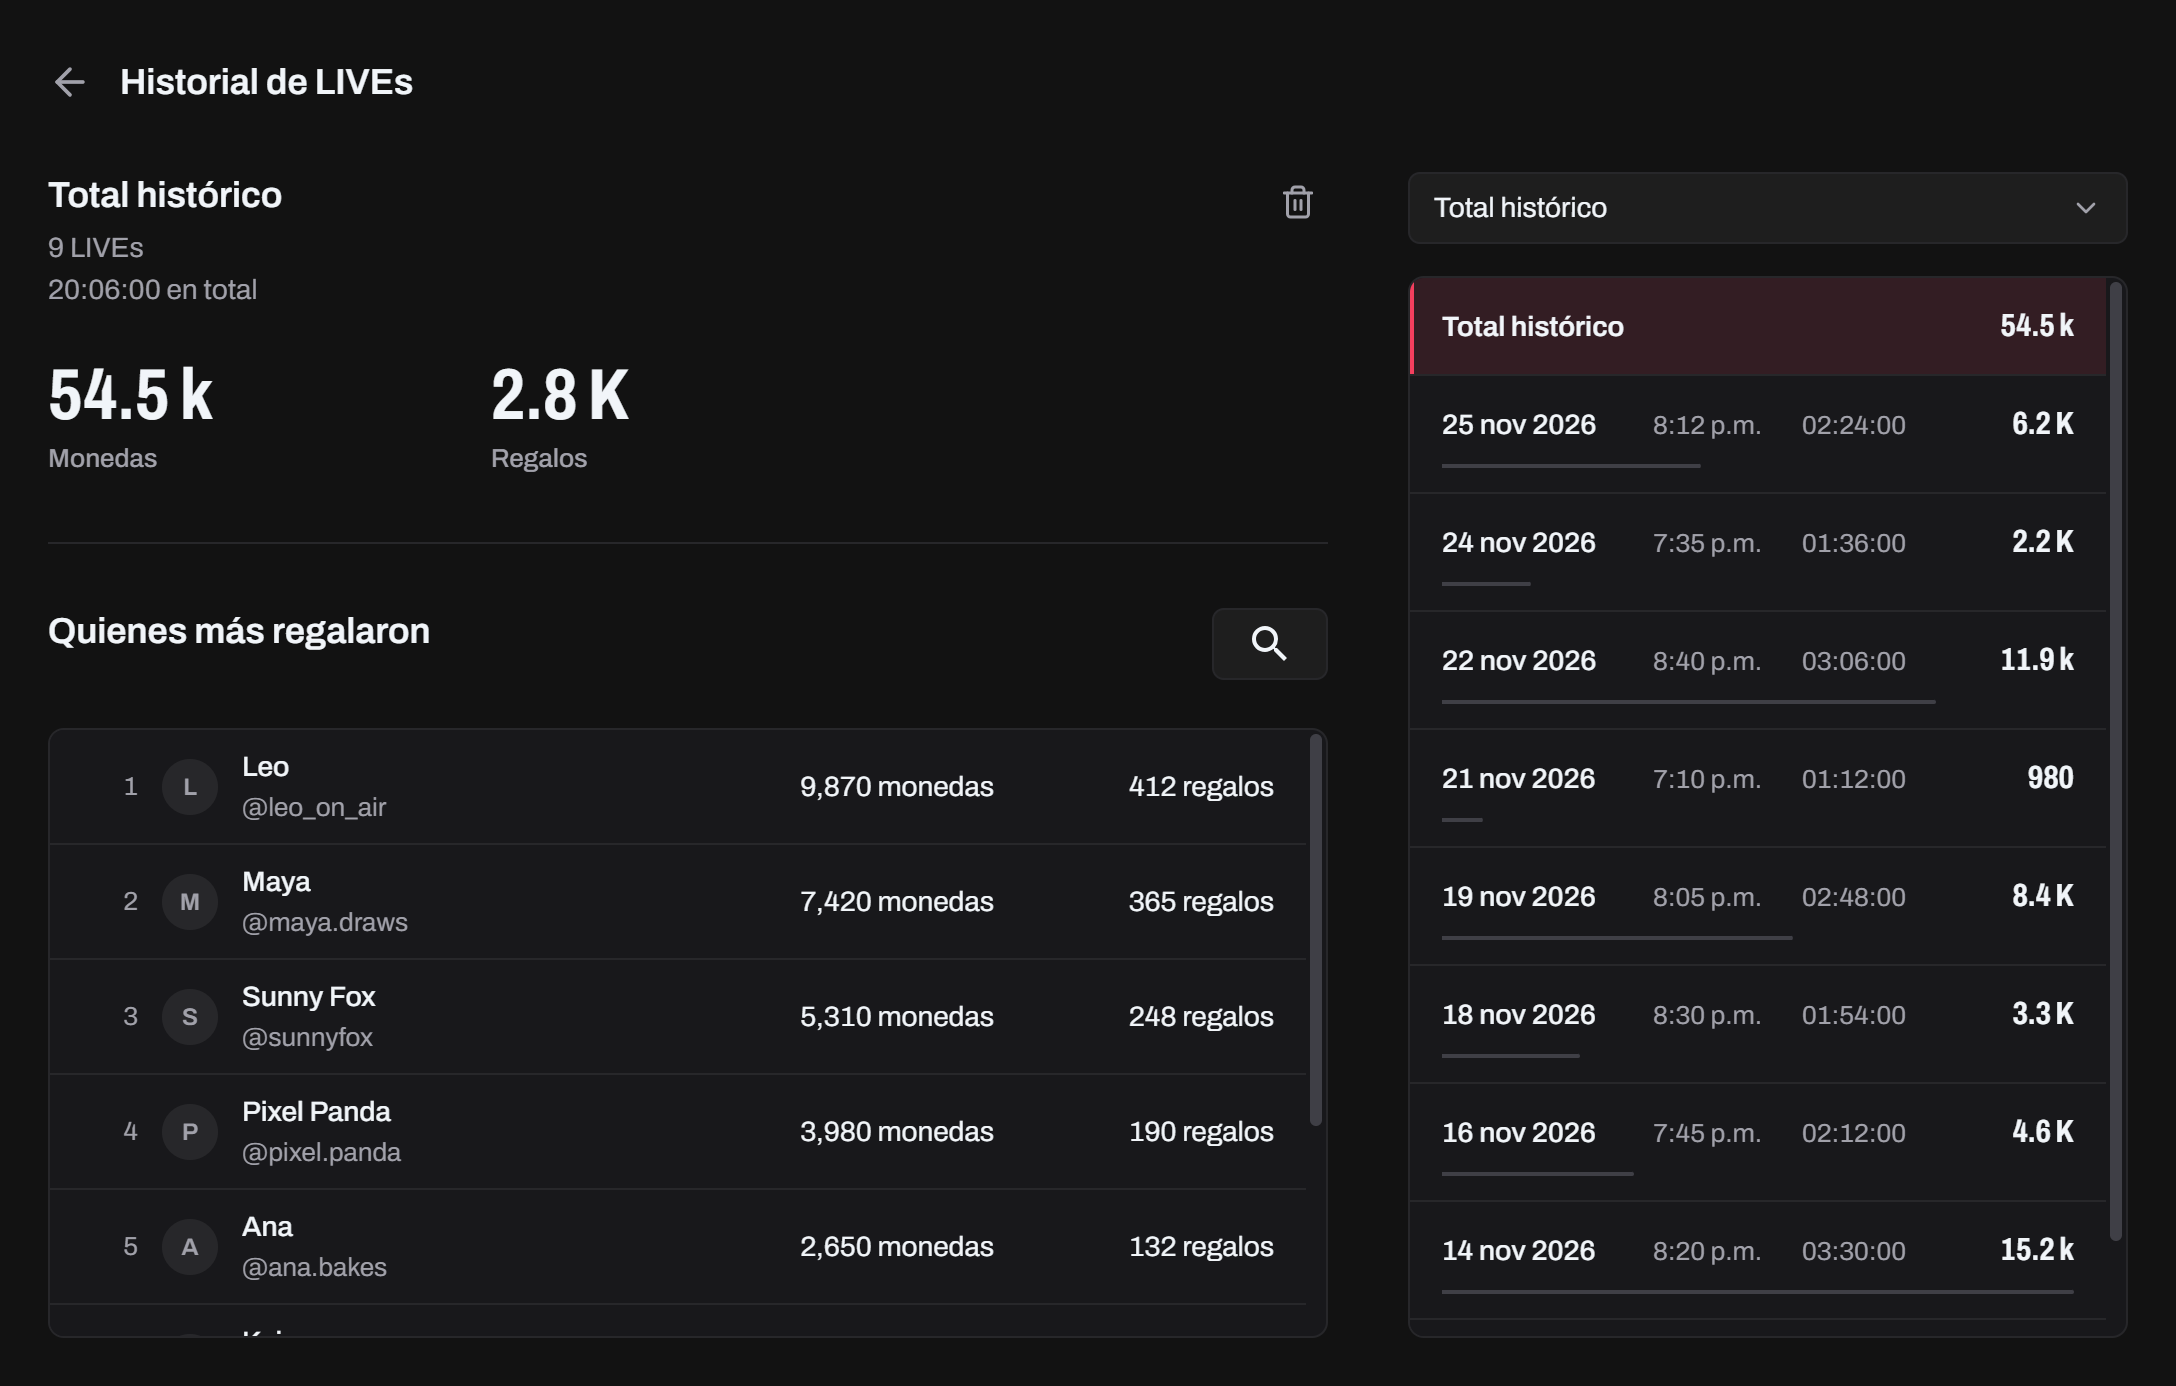 Historial de LIVEs
Total histórico
9 LIVEs
20:06:00 en total
54.5 k
Monedas
2.8 K
Regalos
Quienes más regalaron
1
L
Leo
@leo_on_air
9,870 monedas
412 regalos
2
M
Maya
@maya.draws
7,420 monedas
365 regalos
3
S
Sunny Fox
@sunnyfox
5,310 monedas
248 regalos
4
P
Pixel Panda
@pixel.panda
3,980 monedas
190 regalos
5
A
Ana
@ana.bakes
2,650 monedas
132 regalos
Total histórico
Total histórico 54.5 k
25 nov 2026 8:12 p.m. 02:24:00 6.2 K
24 nov 2026 7:35 p.m. 01:36:00 2.2 K
22 nov 2026 8:40 p.m. 03:06:00 11.9 k
21 nov 2026 7:10 p.m. 01:12:00 980
19 nov 2026 8:05 p.m. 02:48:00 8.4 K
18 nov 2026 8:30 p.m. 01:54:00 3.3 K
16 nov 2026 7:45 p.m. 02:12:00 4.6 K
14 nov 2026 8:20 p.m. 03:30:00 15.2 k